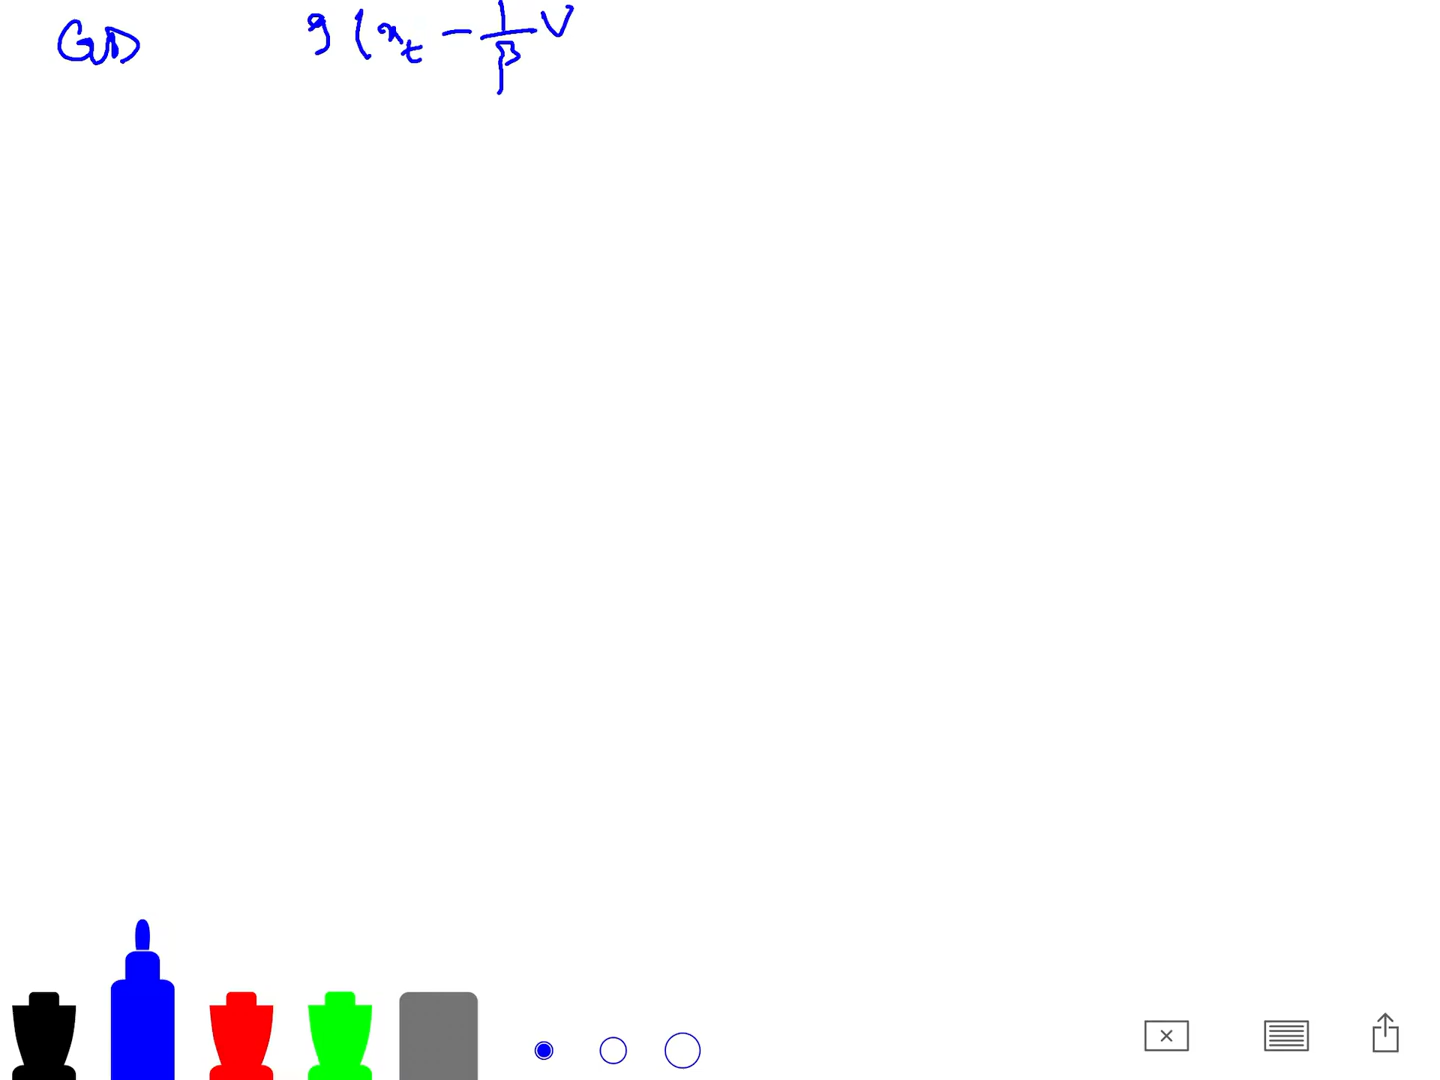 GD g(x_t - 1/β ∇